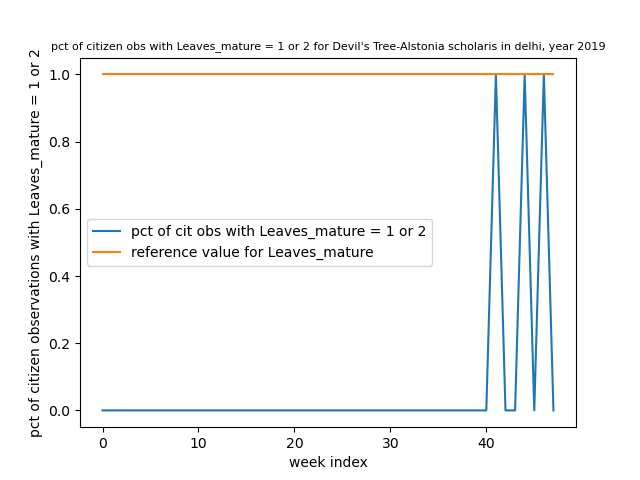 pct of citizen obs with Leaves_mature = 1 or 2 for Devil's Tree-Alstonia scholaris in delhi, year 2019
pct of citizen observations with Leaves_mature = 1 or 2
1.0
0.8
0.6
0.4
0.2
0.0
pct of cit obs with Leaves_mature = 1 or 2
reference value for Leaves_mature
0
10
20
30
40
week index